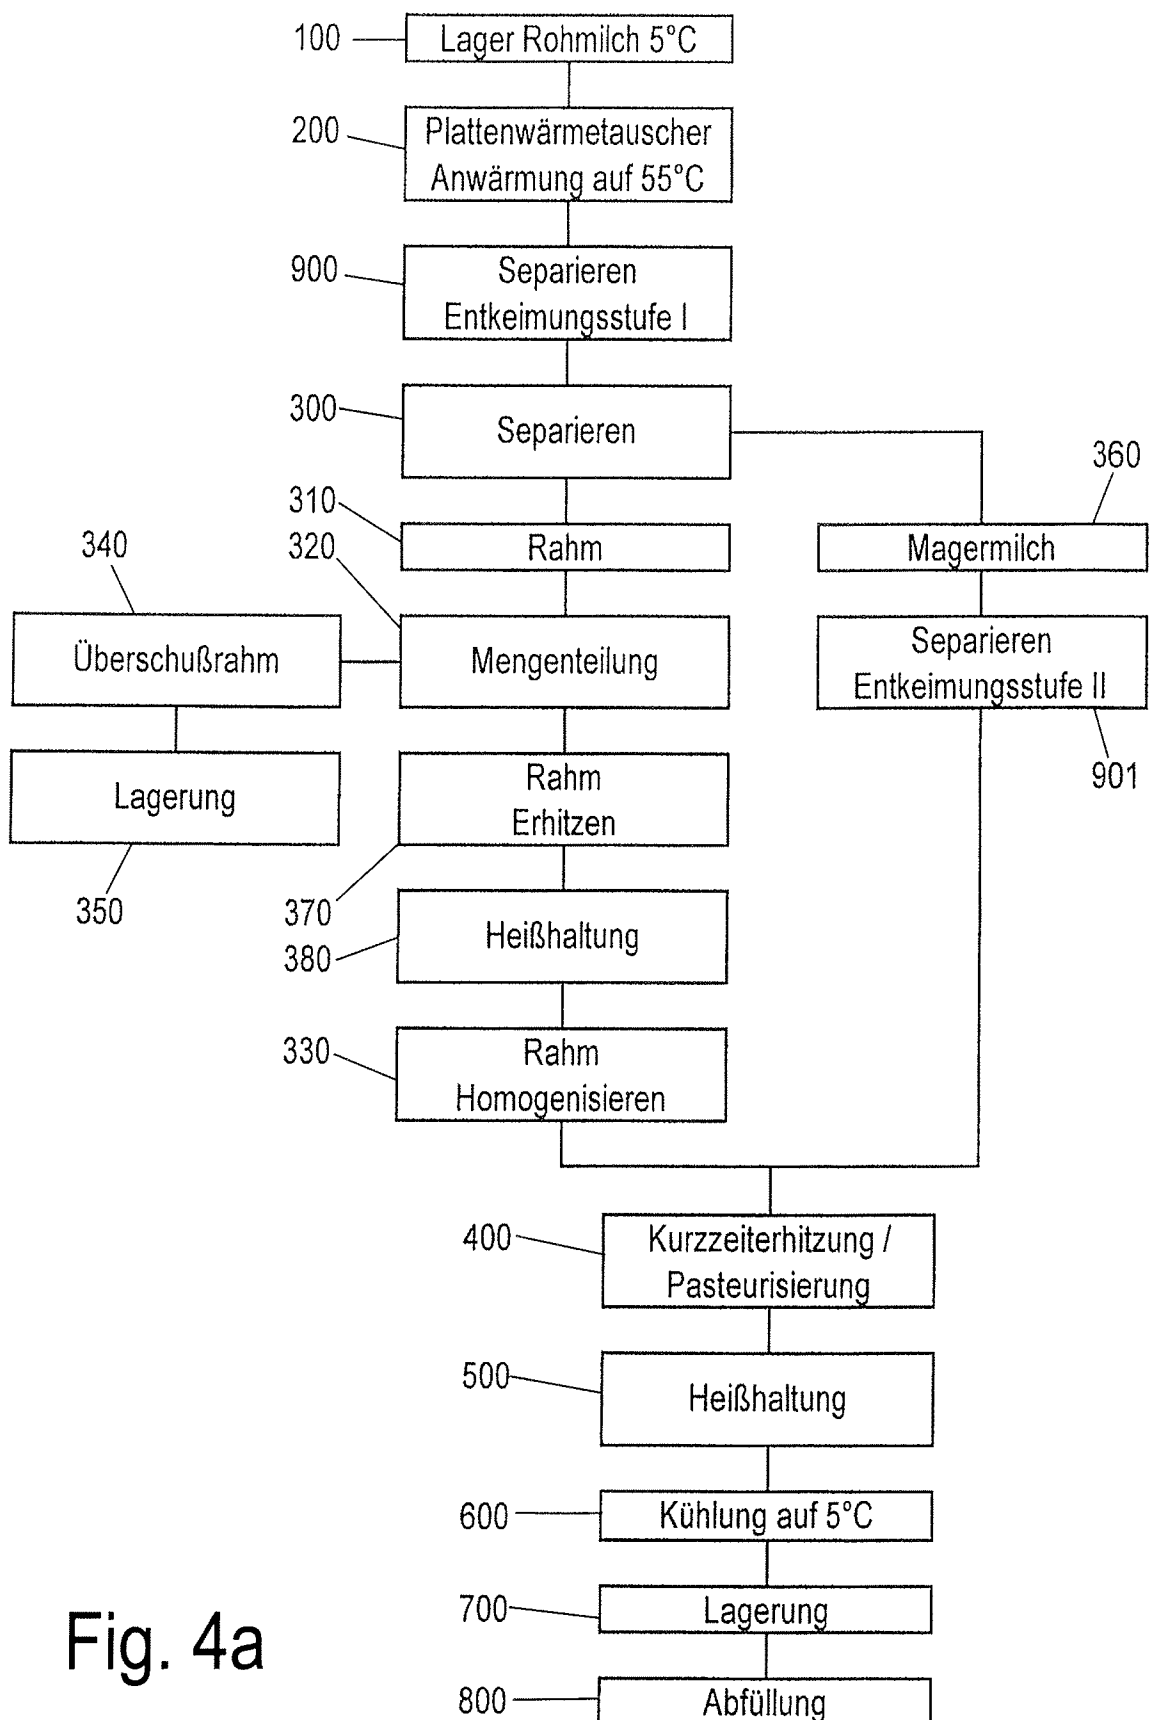 100
Lager Rohmilch 5°C
200
Plattenwärmetauscher
Anwärmung auf 55°C
900
Separieren
Entkeimungsstufe I
300
Separieren
360
310
Rahm
Magermilch
340
320
Überschußrahm
Mengenteilung
Separieren
Entkeimungsstufe II
901
Lagerung
350
Rahm
Erhitzen
370
Heißhaltung
380
330
Rahm
Homogenisieren
400
Kurzzeiterhitzung /
Pasteurisierung
500
Heißhaltung
600
Kühlung auf 5°C
700
Lagerung
800
Abfüllung
Fig. 4a